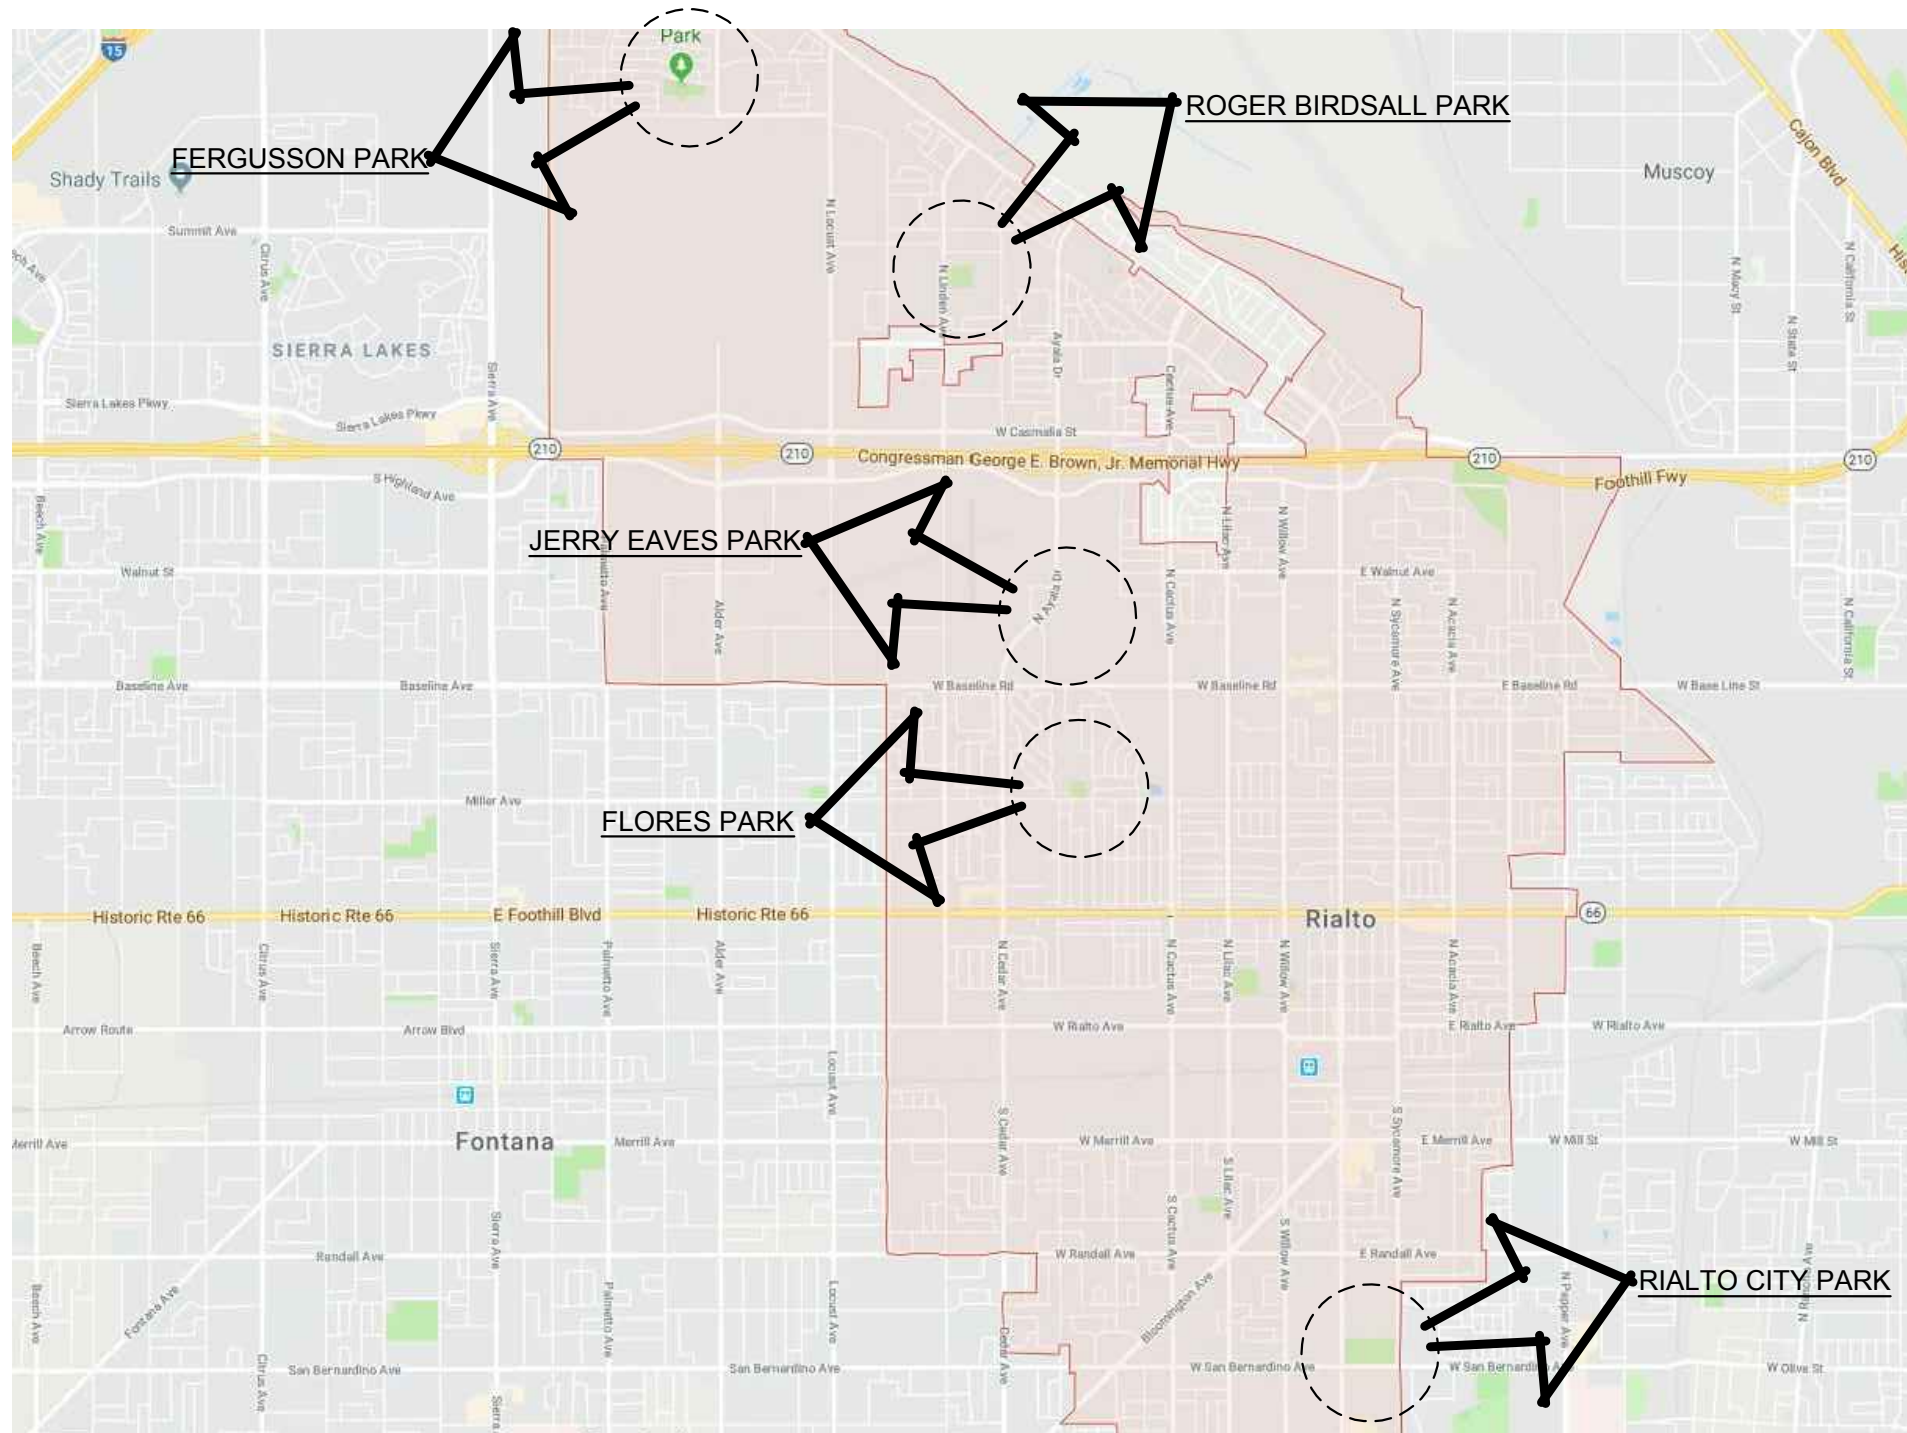 Park
15
ROGER BIRDSALL PARK
FERGUSSON PARK
Shady Trails
Muscoy
Cajon Blvd
Summit Ave
Citrus Ave
N Locust Ave
N Linden Ave
N Macy St
N California St
N State St
SIERRA LAKES
Sierra Ave
Ayala Dr
Cactus Ave
Sierra Lakes Pkwy
Sierra Lakes Pkwy
W Casmalia St
210
210
Congressman George E. Brown, Jr. Memorial Hwy
210
210
Foothill Fwy
S Highland Ave
Beech Ave
JERRY EAVES PARK
Palmetto Ave
N Lilac Ave
N Willow Ave
Walnut St
E Walnut Ave
Alder Ave
N Ayala Dr
N Cactus Ave
N Sycamore Ave
N Acacia Ave
N California St
Baseline Ave
Baseline Ave
W Baseline Rd
W Baseline Rd
E Baseline Rd
W Base Line St
Miller Ave
FLORES PARK
Historic Rte 66
Historic Rte 66
E Foothill Blvd
Historic Rte 66
Rialto
66
Beech Ave
Citrus Ave
Sierra Ave
Palmetto Ave
Alder Ave
N Cedar Ave
N Cactus Ave
N Lilac Ave
N Willow Ave
N Acacia Ave
Arrow Route
Arrow Blvd
W Rialto Ave
E Rialto Ave
W Rialto Ave
Locust Ave
Merrill Ave
Fontana
Merrill Ave
S Cedar Ave
W Merrill Ave
S Sycamore Ave
E Merrill Ave
W Mill St
W Mill St
S Lilac Ave
S Cactus Ave
S Willow Ave
Sierra Ave
Randall Ave
W Randall Ave
E Randall Ave
RIALTO CITY PARK
Beech Ave
Fontana Ave
Palmetto Ave
Locust Ave
Bloomington Ave
N Pepper Ave
Cedar Ave
Citrus Ave
San Bernardino Ave
San Bernardino Ave
W San Bernardino Ave
W San Bernardino Ave
W Olive St
Sierra